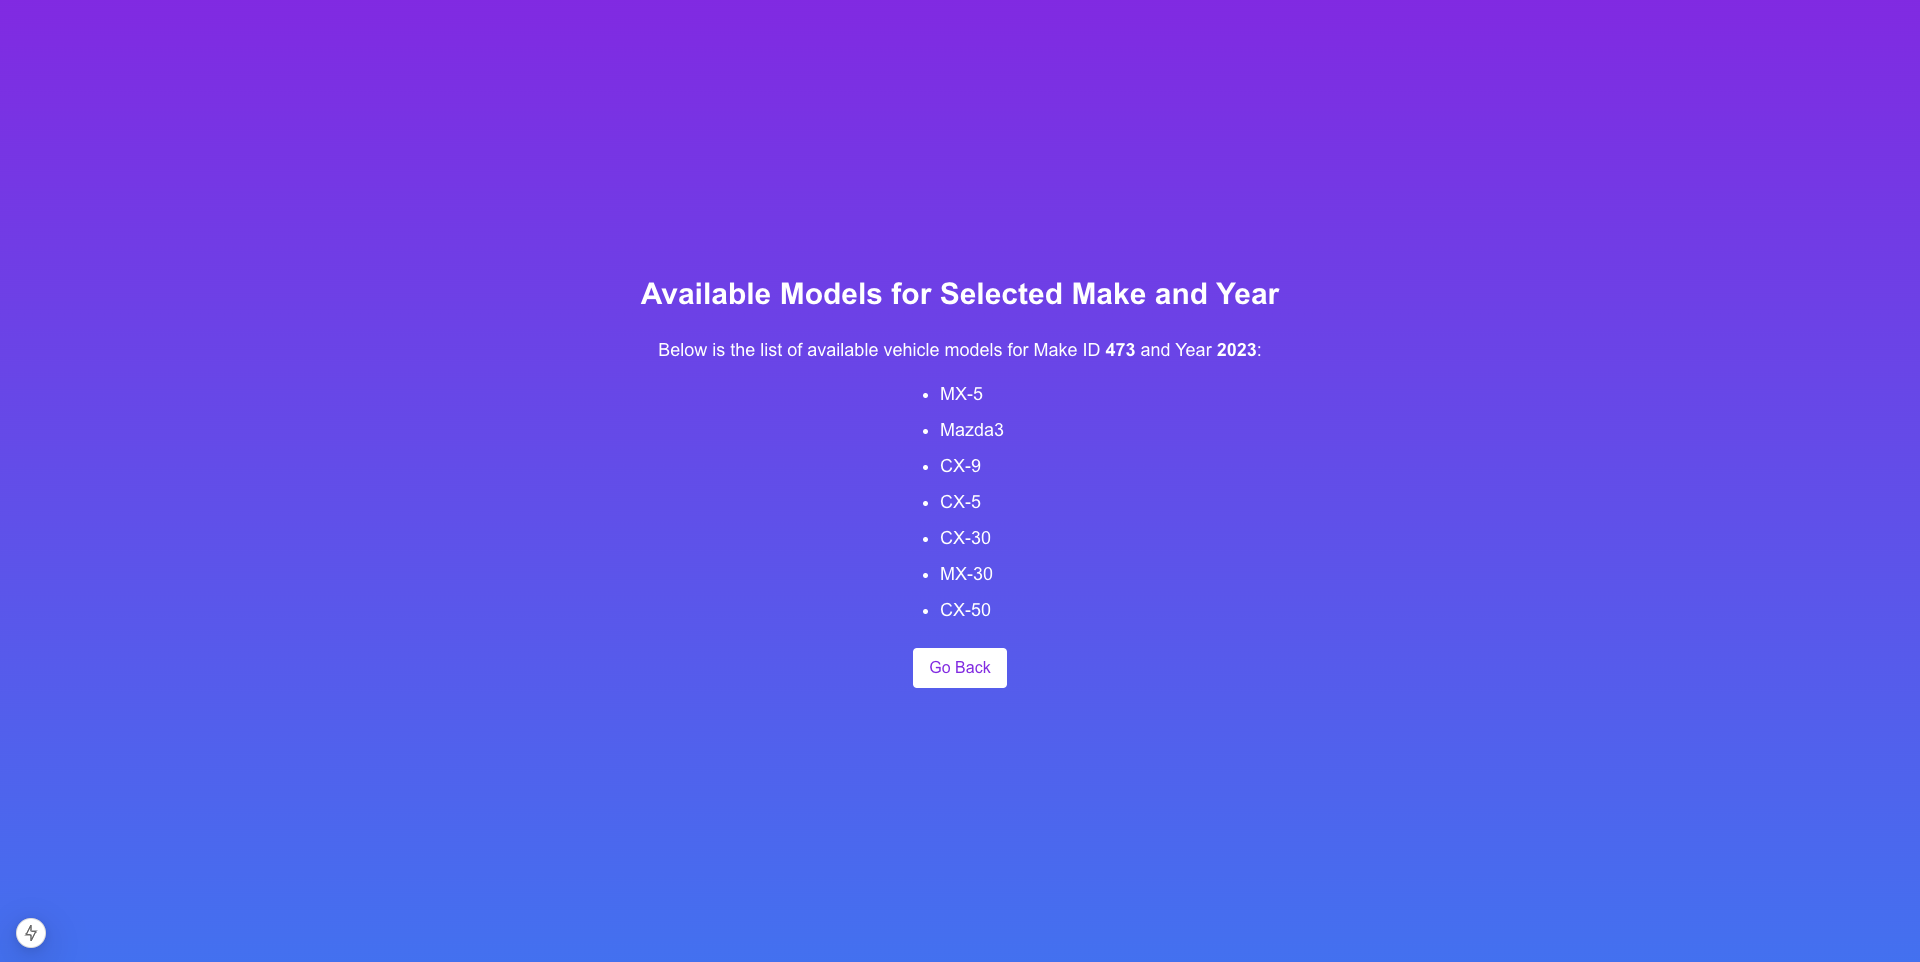 Available Models for Selected Make and Year
Below is the list of available vehicle models for Make ID 473 and Year 2023:
MX-5
Mazda3
CX-9
CX-5
CX-30
MX-30
CX-50
Go Back